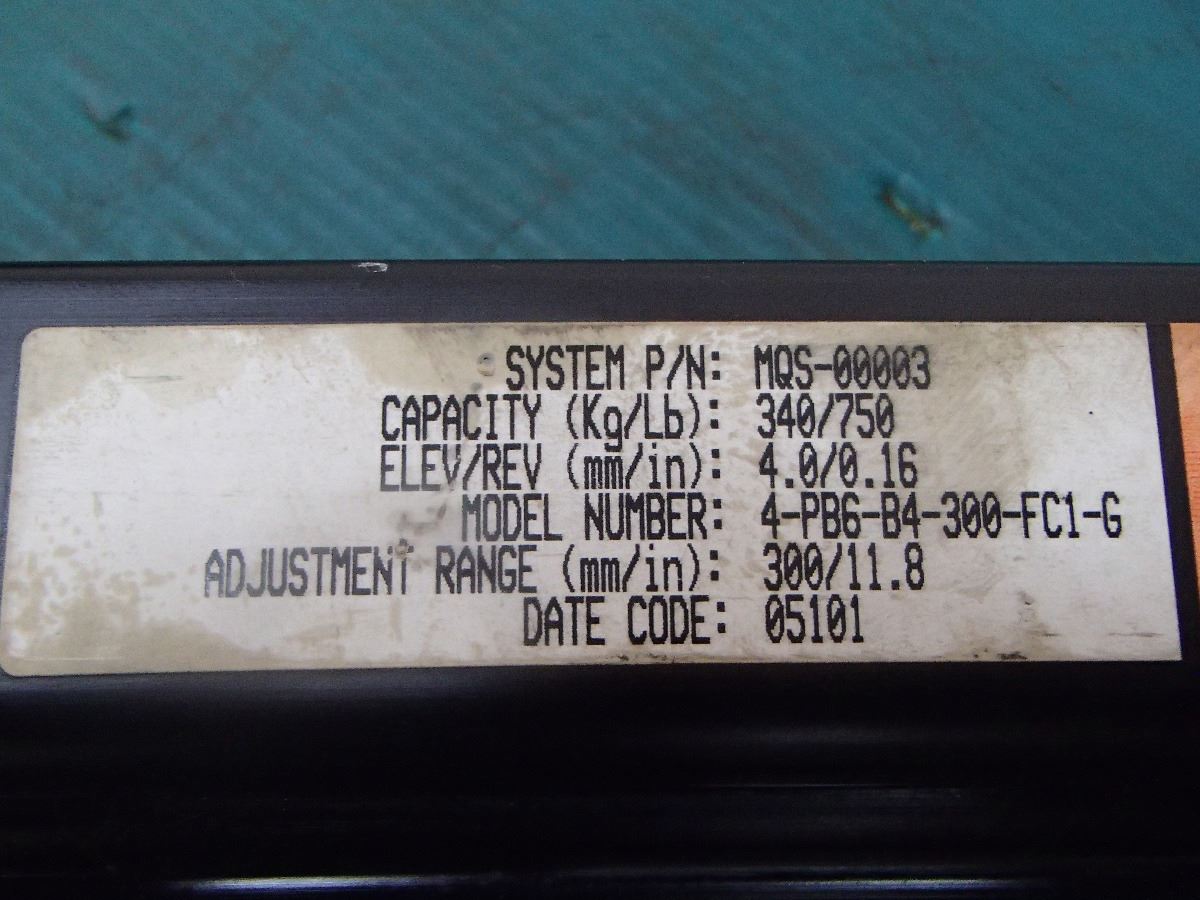 SYSTEM P/N: MQS-00003
CAPACITY (Kg/Lb): 340/750
ELEV/REV (mm/in): 4.0/0.16
MODEL NUMBER: 4-PB6-B4-300-FC1-G
ADJUSTMENT RANGE (mm/in): 300/11.8
DATE CODE: 05101